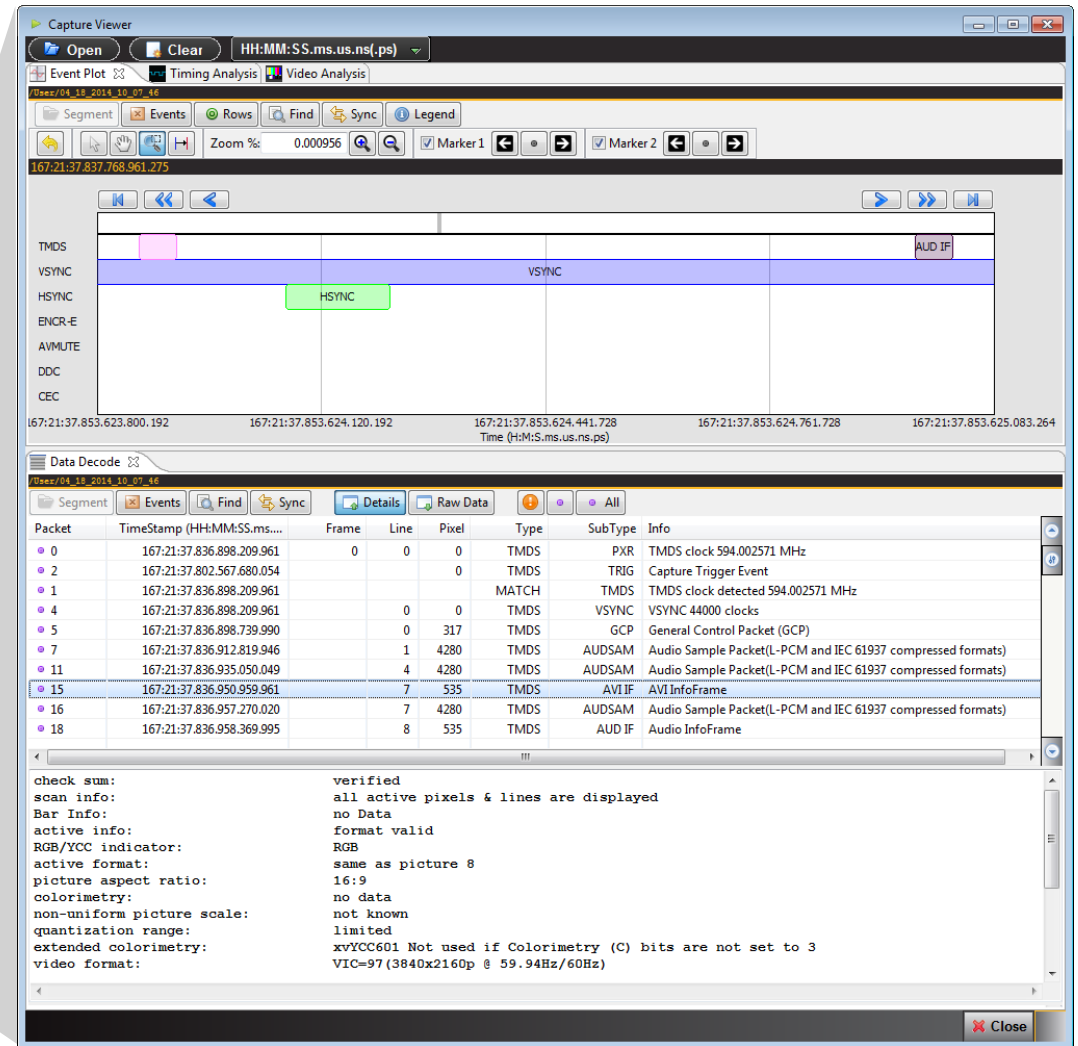 Capture Viewer
Open Clear HH:MM:SS.ms.us.ns(.ps)
Event Plot Timing Analysis Video Analysis
/User/04_18_2014_10_07_46
Segment Events Rows Find Sync Legend
Zoom %: 0.000956 Marker 1 Marker 2
167:21:37.837.768.961.275
TMDS AUD IF
VSYNC VSYNC
HSYNC HSYNC
ENCR-E
AVMUTE
DDC
CEC
167:21:37.853.623.800.192 167:21:37.853.624.120.192 167:21:37.853.624.441.728 167:21:37.853.624.761.728 167:21:37.853.625.083.264
Time (H:M:S.ms.us.ns.ps)
Data Decode
/User/04_18_2014_10_07_46
Segment Events Find Sync Details Raw Data All
Packet TimeStamp (HH:MM:SS.ms.... Frame Line Pixel Type SubType Info
0 167:21:37.836.898.209.961 0 0 0 TMDS PXR TMDS clock 594.002571 MHz
2 167:21:37.802.567.680.054 0 TMDS TRIG Capture Trigger Event
1 167:21:37.836.898.209.961 MATCH TMDS TMDS clock detected 594.002571 MHz
4 167:21:37.836.898.209.961 0 0 TMDS VSYNC VSYNC 44000 clocks
5 167:21:37.836.898.739.990 0 317 TMDS GCP General Control Packet (GCP)
7 167:21:37.836.912.819.946 1 4280 TMDS AUDSAM Audio Sample Packet(L-PCM and IEC 61937 compressed formats)
11 167:21:37.836.935.050.049 4 4280 TMDS AUDSAM Audio Sample Packet(L-PCM and IEC 61937 compressed formats)
15 167:21:37.836.950.959.961 7 535 TMDS AVI IF AVI InfoFrame
16 167:21:37.836.957.270.020 7 4280 TMDS AUDSAM Audio Sample Packet(L-PCM and IEC 61937 compressed formats)
18 167:21:37.836.958.369.995 8 535 TMDS AUD IF Audio InfoFrame
check sum: verified
scan info: all active pixels & lines are displayed
Bar Info: no Data
active info: format valid
RGB/YCC indicator: RGB
active format: same as picture 8
picture aspect ratio: 16:9
colorimetry: no data
non-uniform picture scale: not known
quantization range: limited
extended colorimetry: xvYCC601 Not used if Colorimetry (C) bits are not set to 3
video format: VIC=97(3840x2160p @ 59.94Hz/60Hz)
Close